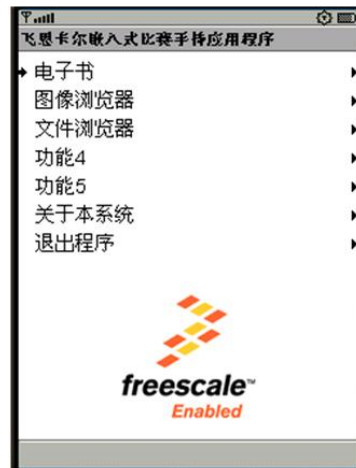 飞思卡尔嵌入式比赛手持应用程序
电子书
图像浏览器
文件浏览器
功能4
功能5
关于本系统
退出程序
freescale™
Enabled